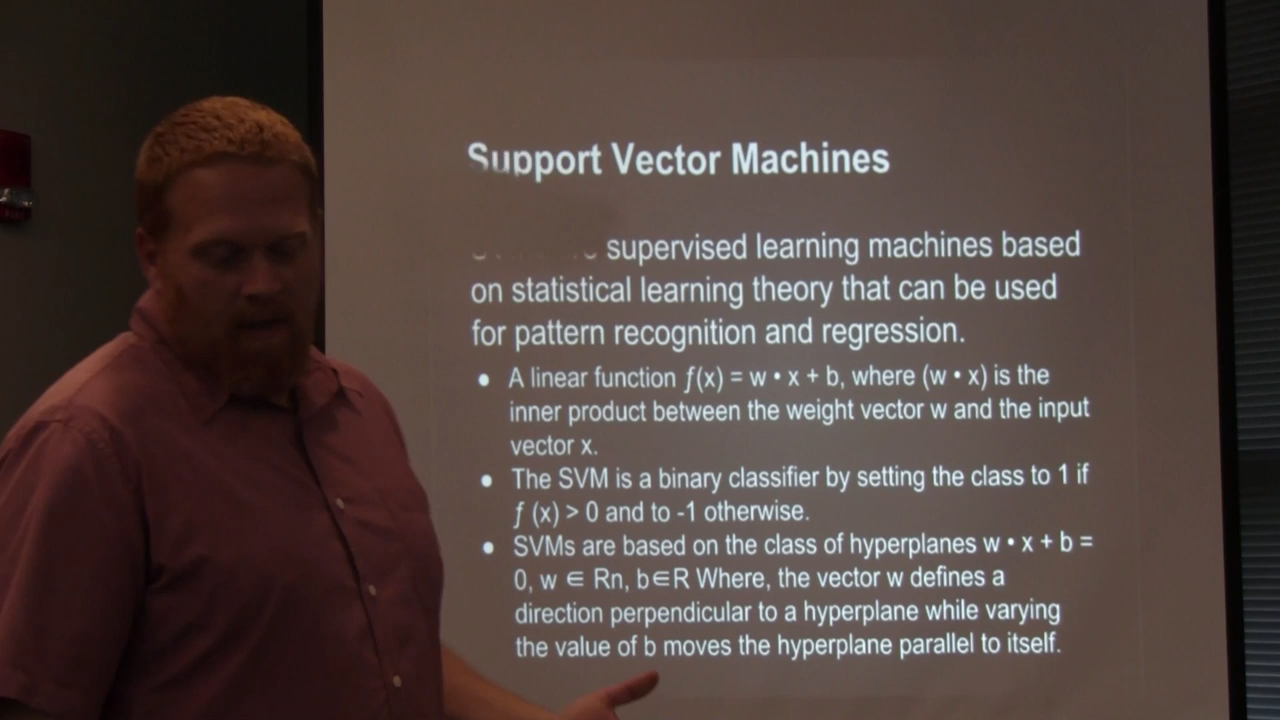 Support Vector Machines
supervised learning machines based
on statistical learning theory that can be used
for pattern recognition and regression.
• A linear function ƒ(x) = w • x + b, where (w • x) is the
inner product between the weight vector w and the input
vector x.
• The SVM is a binary classifier by setting the class to 1 if
ƒ (x) > 0 and to -1 otherwise.
• SVMs are based on the class of hyperplanes w • x + b =
0, w ∈ Rn, b∈R Where, the vector w defines a
direction perpendicular to a hyperplane while varying
the value of b moves the hyperplane parallel to itself.